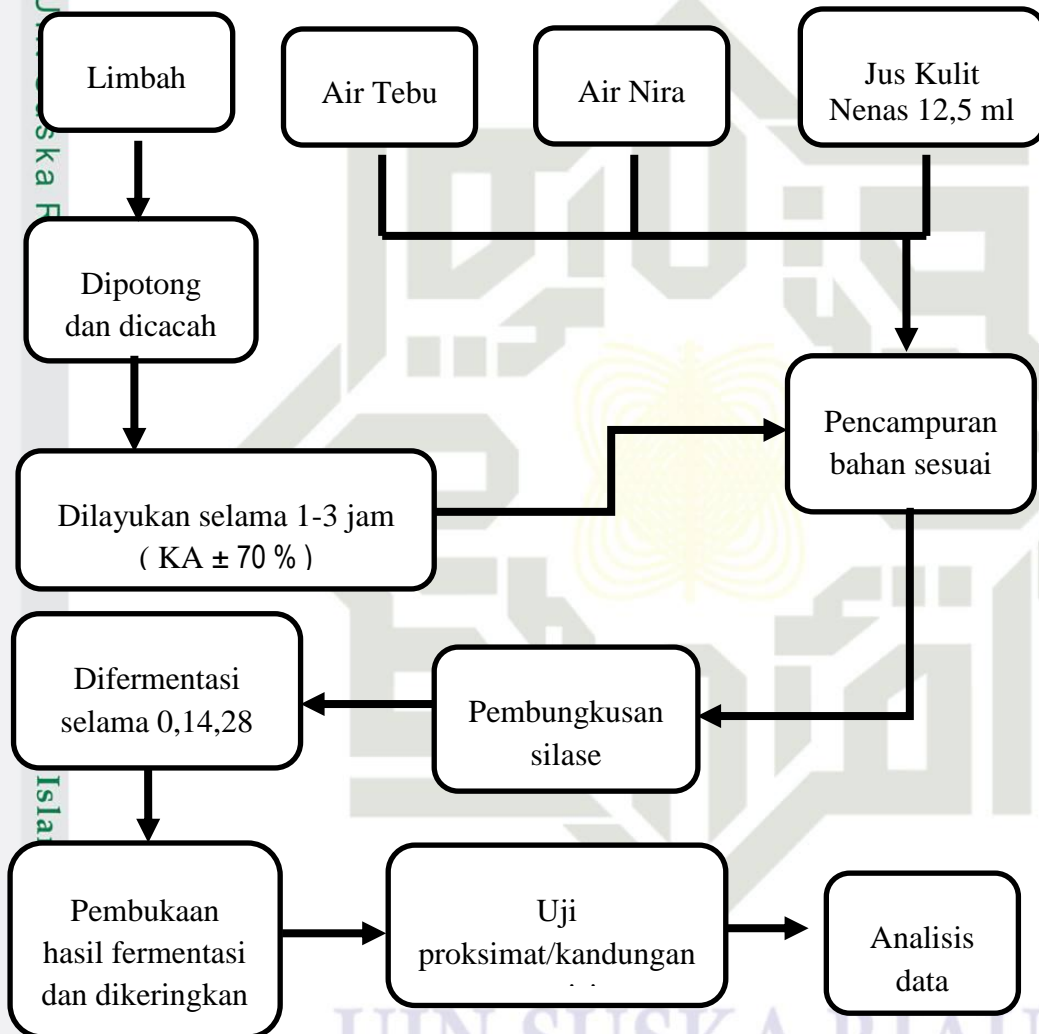 Limbah
Air Tebu
Air Nira
Jus Kulit
Nenas 12,5 ml
Dipotong
dan dicacah
Dilayukan selama 1-3 jam
( KA ± 70 % )
Pencampuran
bahan sesuai
Difermentasi
selama 0,14,28
Pembungkusan
silase
Pembukaan
hasil fermentasi
dan dikeringkan
Uji
proksimat/kandungan
Analisis
data
ska R
Isla
UIN SUSKA RIAU